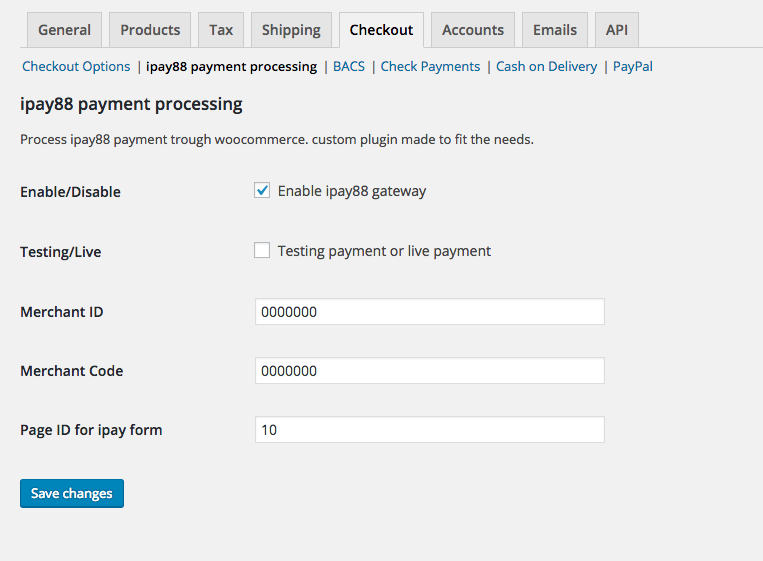 General Products Tax Shipping Checkout Accounts Emails API
Checkout Options | ipay88 payment processing | BACS | Check Payments | Cash on Delivery | PayPal
ipay88 payment processing
Process ipay88 payment trough woocommerce. custom plugin made to fit the needs.
Enable/Disable Enable ipay88 gateway
Testing/Live Testing payment or live payment
Merchant ID 0000000
Merchant Code 0000000
Page ID for ipay form 10
Save changes